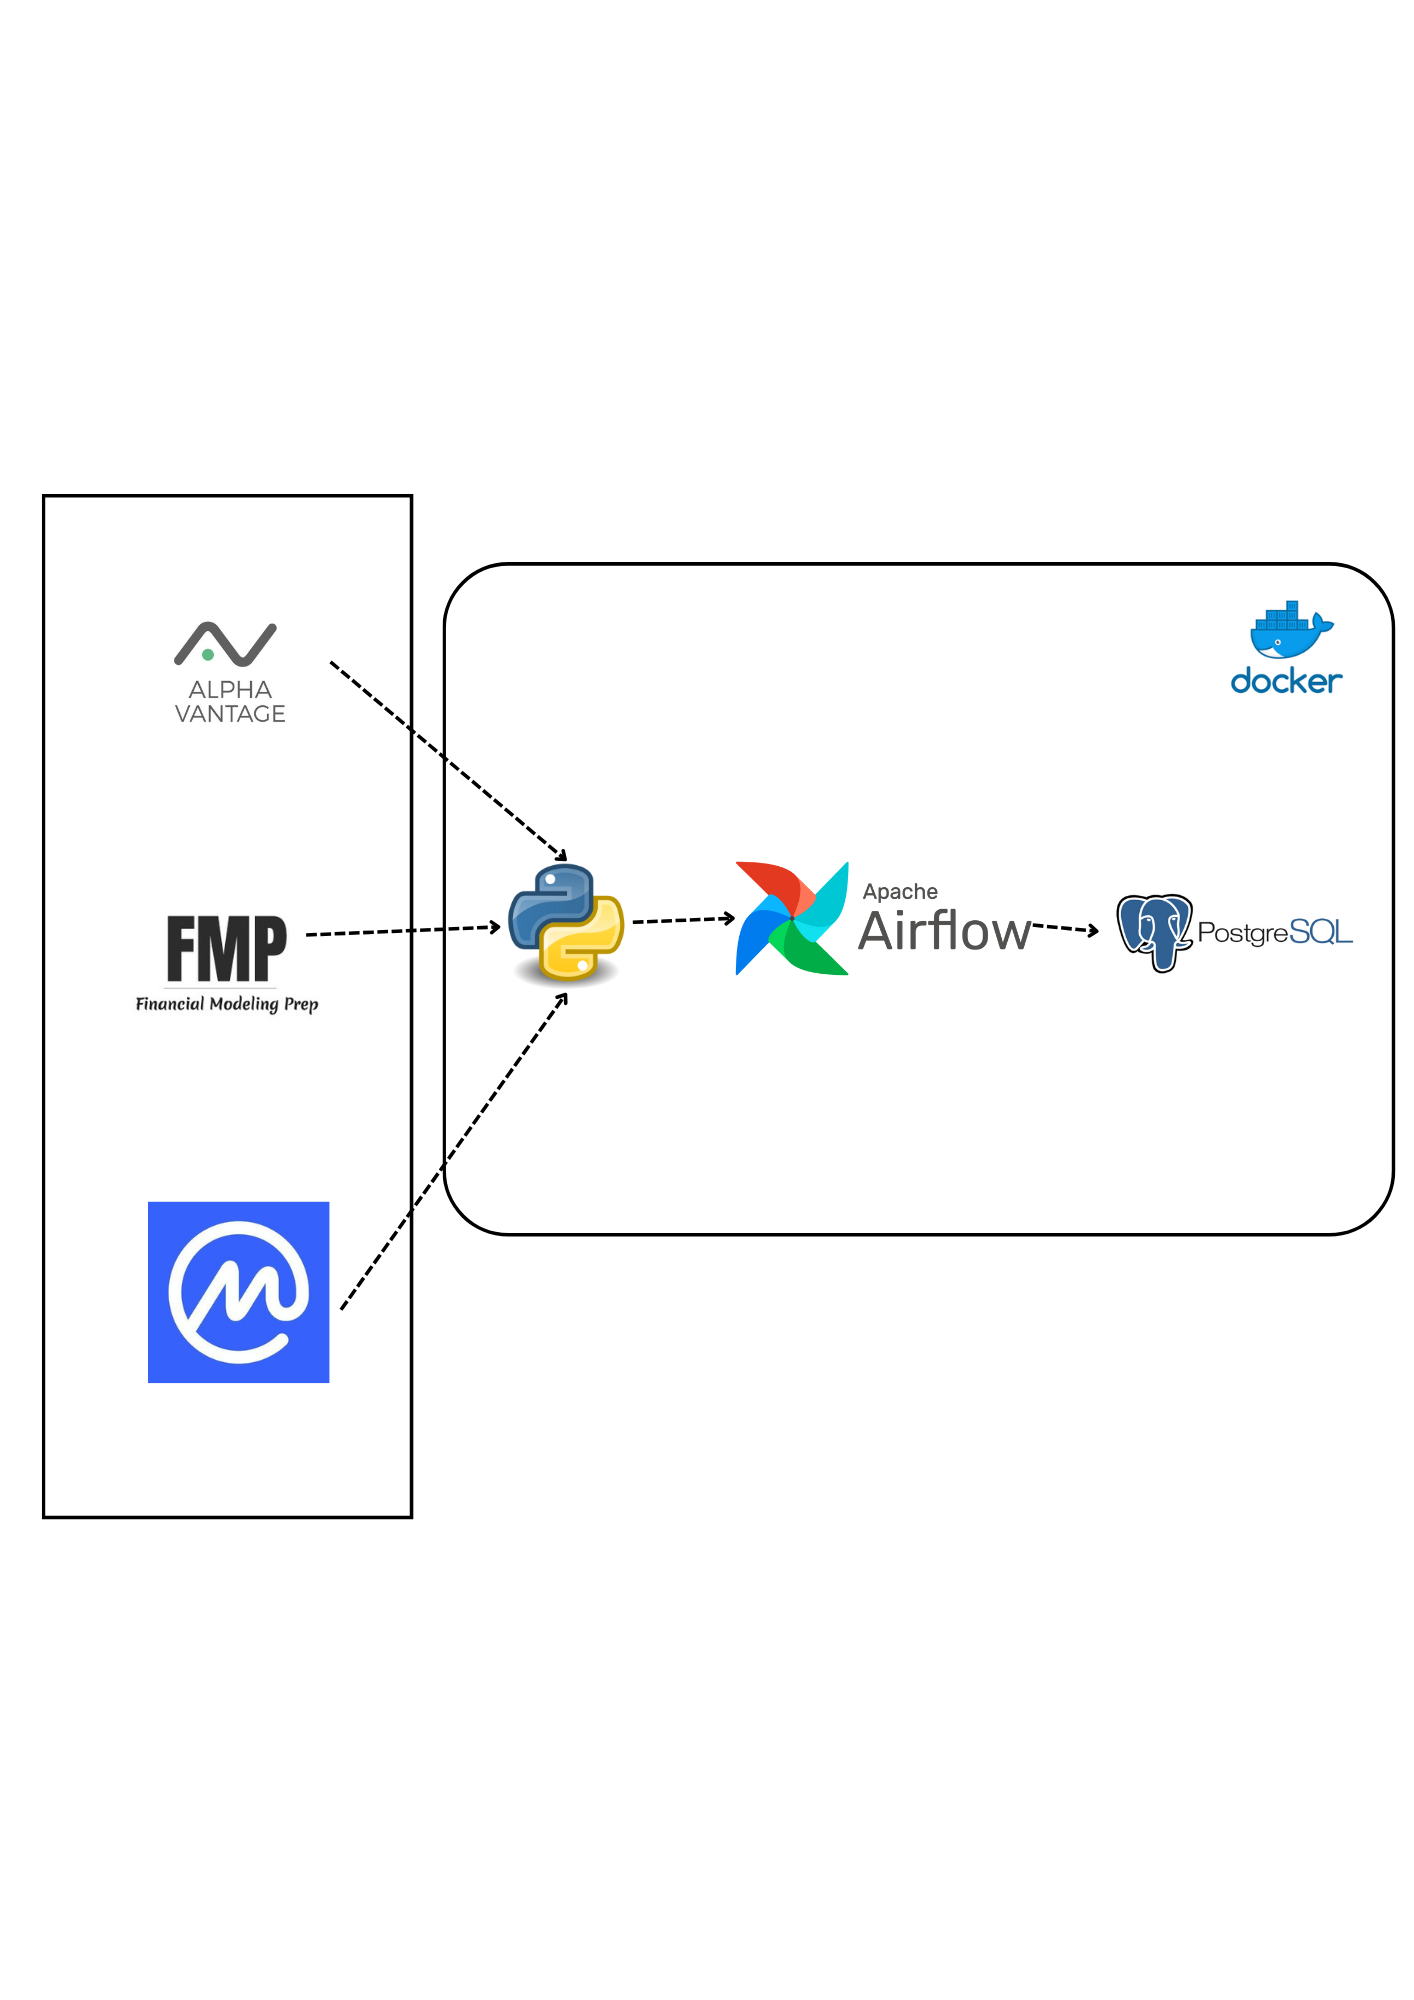 ALPHA
VANTAGE
FMP
Financial Modeling Prep
docker
Apache
Airflow
PostgreSQL